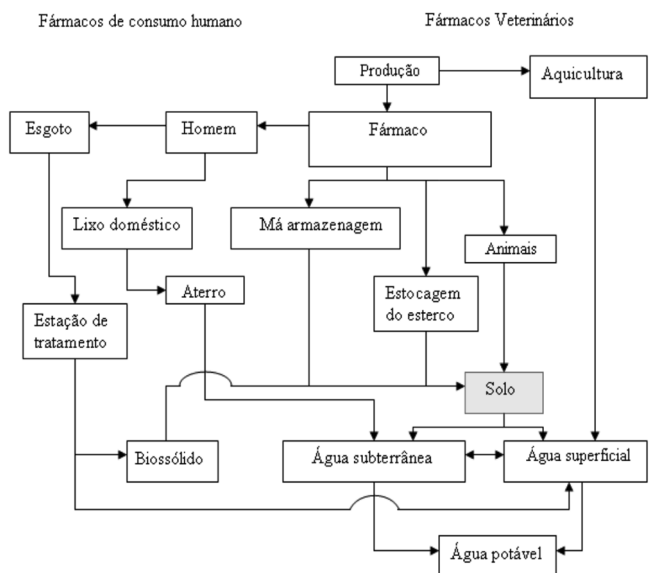 Fármacos de consumo humano
Fármacos Veterinários
Produção
Aquicultura
Esgoto
Homem
Fármaco
Lixo doméstico
Má armazenagem
Animais
Aterro
Estocagem
do esterco
Estação de
tratamento
Solo
Biossólido
Água subterrânea
Água superficial
Água potável